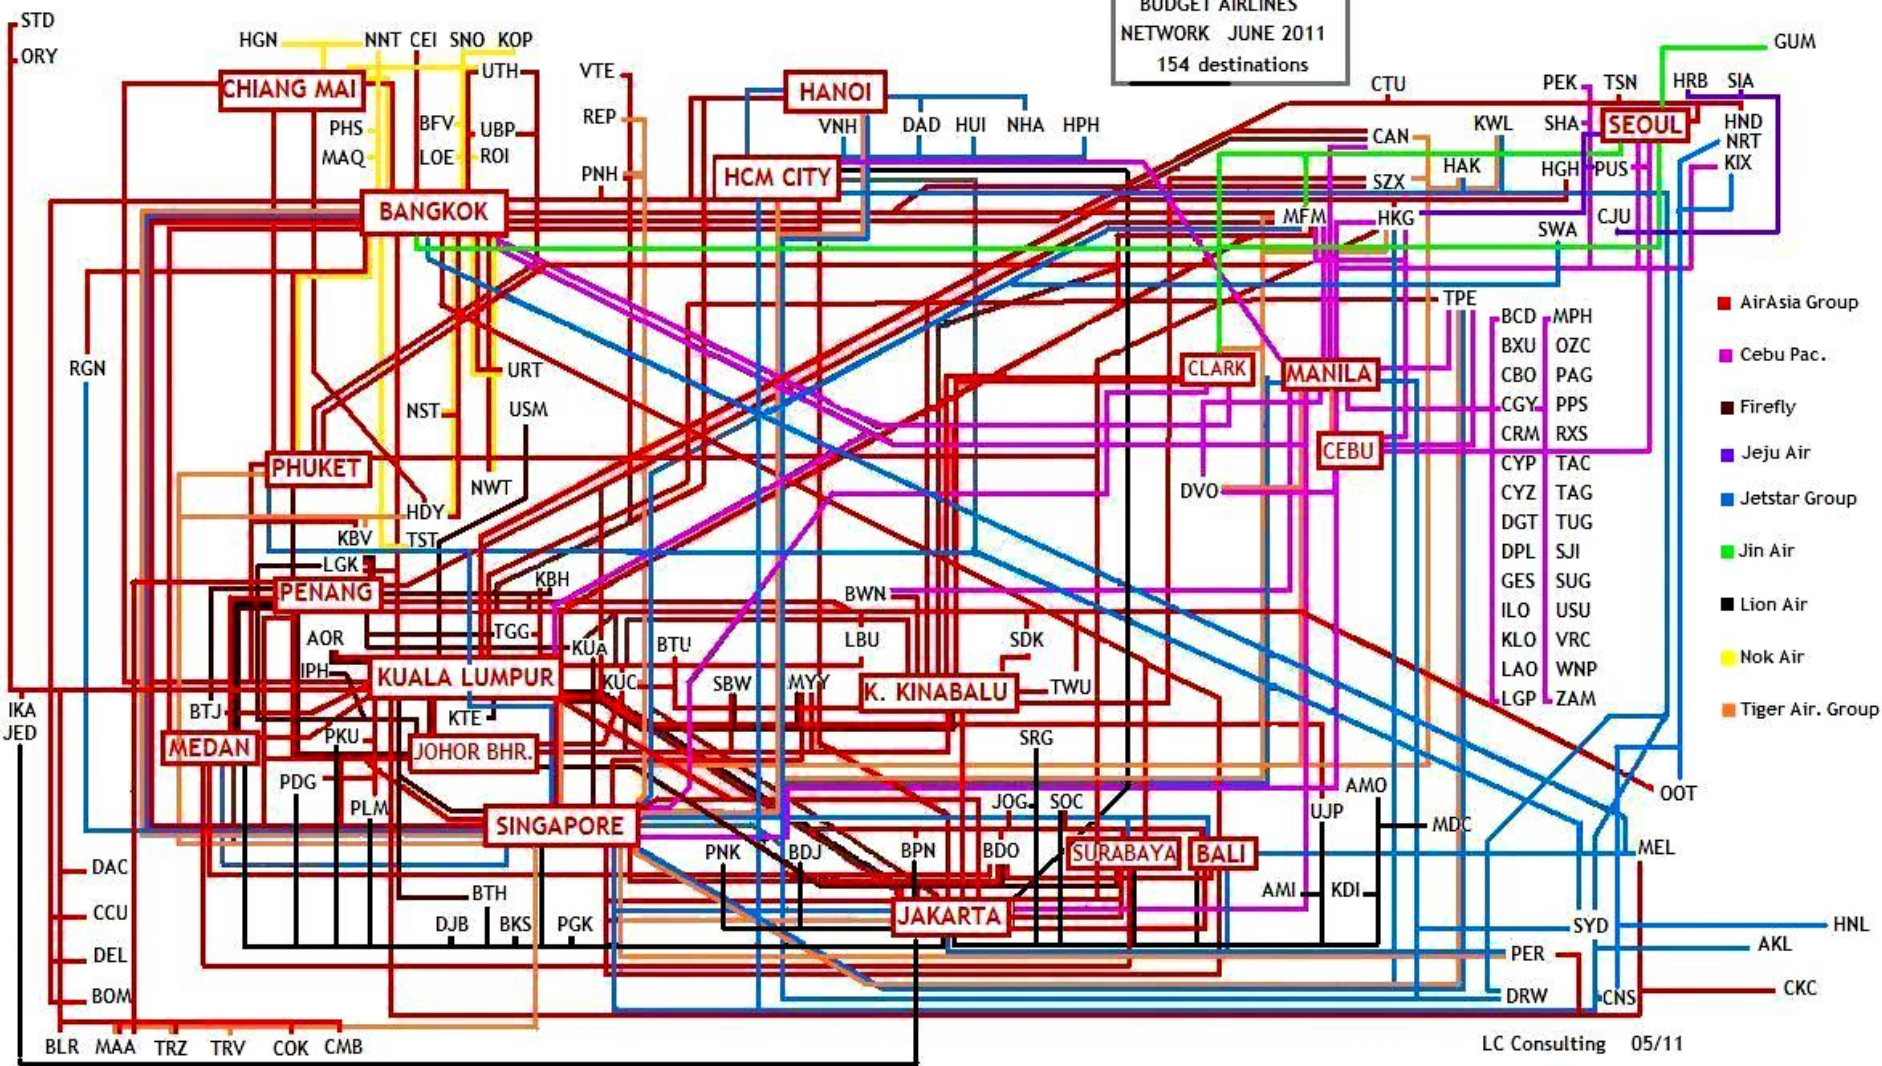 BUDGET AIRLINES
NETWORK JUNE 2011
154 destinations
STD
ORY
HGN
NNT
CEI
SNO
KOP
UTH
VTE
HANOI
CTU
PEK
TSN
HRB
SIA
GUM
CHIANG MAI
PHS
BFV
UBP
REP
VNH
DAD
HUI
NHA
HPH
CAN
KWL
SHA
SEOUL
HND
NRT
MAQ
LOE
ROI
PNH
HCM CITY
HAK
SZX
HGH
PUS
KIX
BANGKOK
MFM
HKG
CJU
SWA
TPE
RGN
URT
CLARK
MANILA
NST
USM
CEBU
PHUKET
NWT
DVO
HDY
KBV
TST
BCD
MPH
BXU
OZC
CBO
PAG
CGY
PPS
CRM
RXS
CYP
TAC
CYZ
TAG
DGT
TUG
DPL
SJI
GES
SUG
ILO
USU
KLO
VRC
LAO
WNP
LGP
ZAM
AirAsia Group
Cebu Pac.
Firefly
Jeju Air
Jetstar Group
Jin Air
Lion Air
Nok Air
Tiger Air. Group
LGK
PENANG
KBH
BWN
AOR
TGG
KUA
BTU
LBU
SDK
IPH
KUALA LUMPUR
KUC
SBW
MYY
K. KINABALU
TWU
IKA
JED
BTJ
KTE
MEDAN
PKU
JOHOR BHR.
SRG
PDG
PLM
SINGAPORE
JOG
SOC
UJP
AMO
OOT
MDC
PNK
BDJ
BPN
BDO
SURABAYA
BALI
MEL
DAC
BTH
AMI
KDI
CCU
DJB
BKS
PGK
JAKARTA
SYD
HNL
DEL
PER
AKL
BOM
DRW
CNS
CKC
BLR
MAA
TRZ
TRV
COK
CMB
LC Consulting 05/11